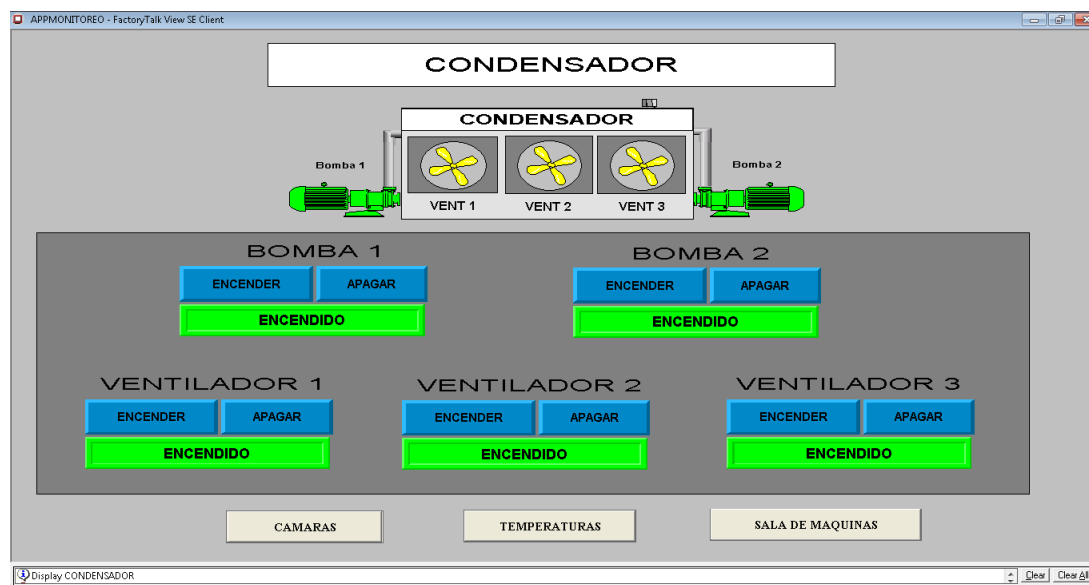 APPMONITOREO - FactoryTalk View SE Client
CONDENSADOR
CONDENSADOR
Bomba 1
Bomba 2
VENT 1 VENT 2 VENT 3
BOMBA 1 BOMBA 2
ENCENDER APAGAR ENCENDER APAGAR
ENCENDIDO ENCENDIDO
VENTILADOR 1 VENTILADOR 2 VENTILADOR 3
ENCENDER APAGAR ENCENDER APAGAR ENCENDER APAGAR
ENCENDIDO ENCENDIDO ENCENDIDO
CAMARAS TEMPERATURAS SALA DE MAQUINAS
Display CONDENSADOR Clear Clear All